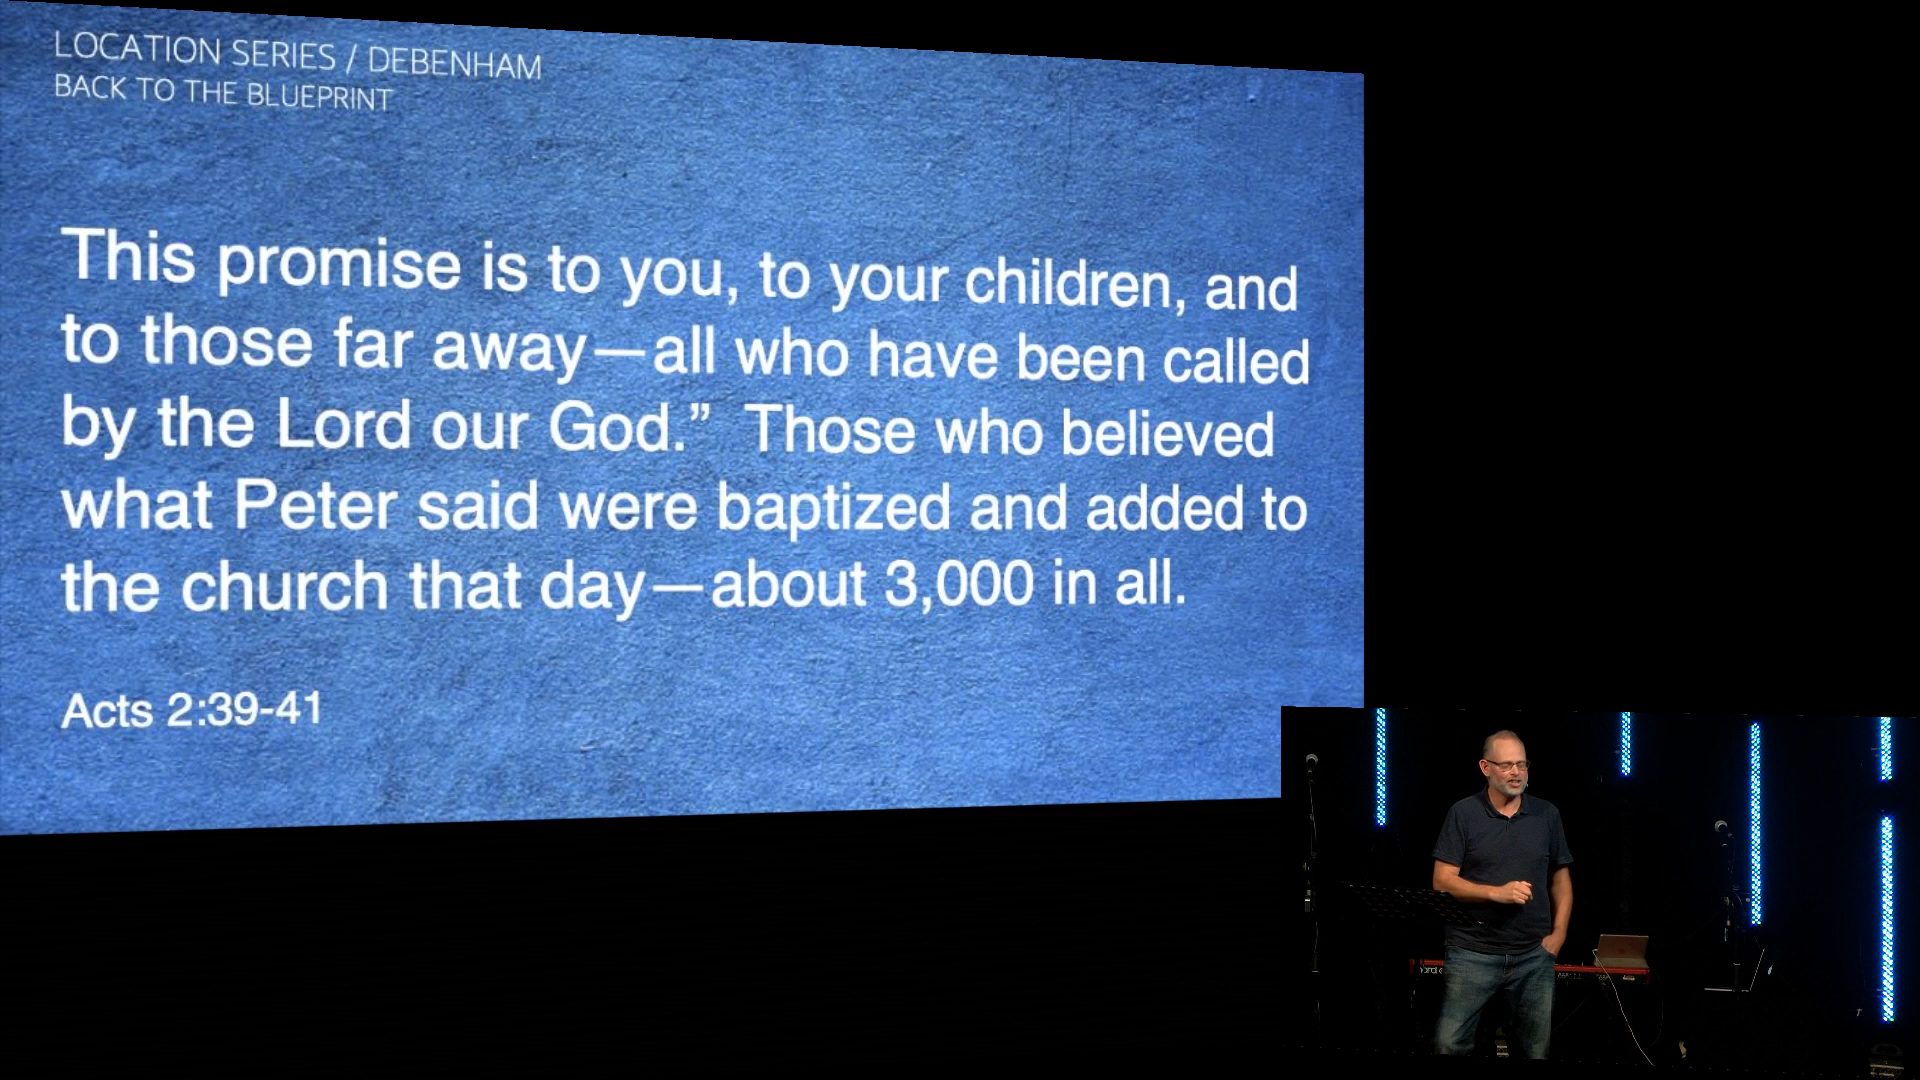 LOCATION SERIES / DEBENHAM
BACK TO THE BLUEPRINT
This promise is to you, to your children, and
to those far away—all who have been called
by the Lord our God.”  Those who believed
what Peter said were baptized and added to
the church that day—about 3,000 in all.
Acts 2:39-41